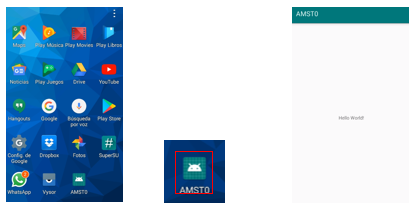 Maps Play Música Play Movies Play Libros
Noticias Play Juegos Drive YouTube
Hangouts Google Búsqueda por voz Play Store
Config. de Google Dropbox Fotos SuperSU
WhatsApp Vysor AMST0
AMST0
AMST0
Hello World!